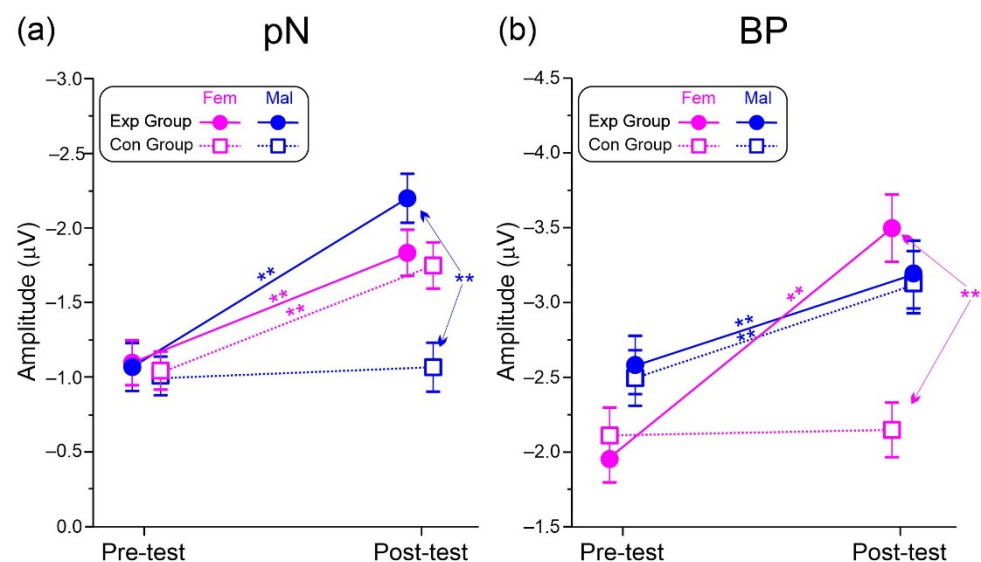 (a) pN
Amplitude (µV)
–3.0
–2.5
–2.0
–1.5
–1.0
–0.5
0.0
Fem Mal
Exp Group
Con Group
**
**
**
**
Pre-test Post-test
(b) BP
Amplitude (µV)
–4.5
–4.0
–3.5
–3.0
–2.5
–2.0
–1.5
Fem Mal
Exp Group
Con Group
**
**
**
**
Pre-test Post-test